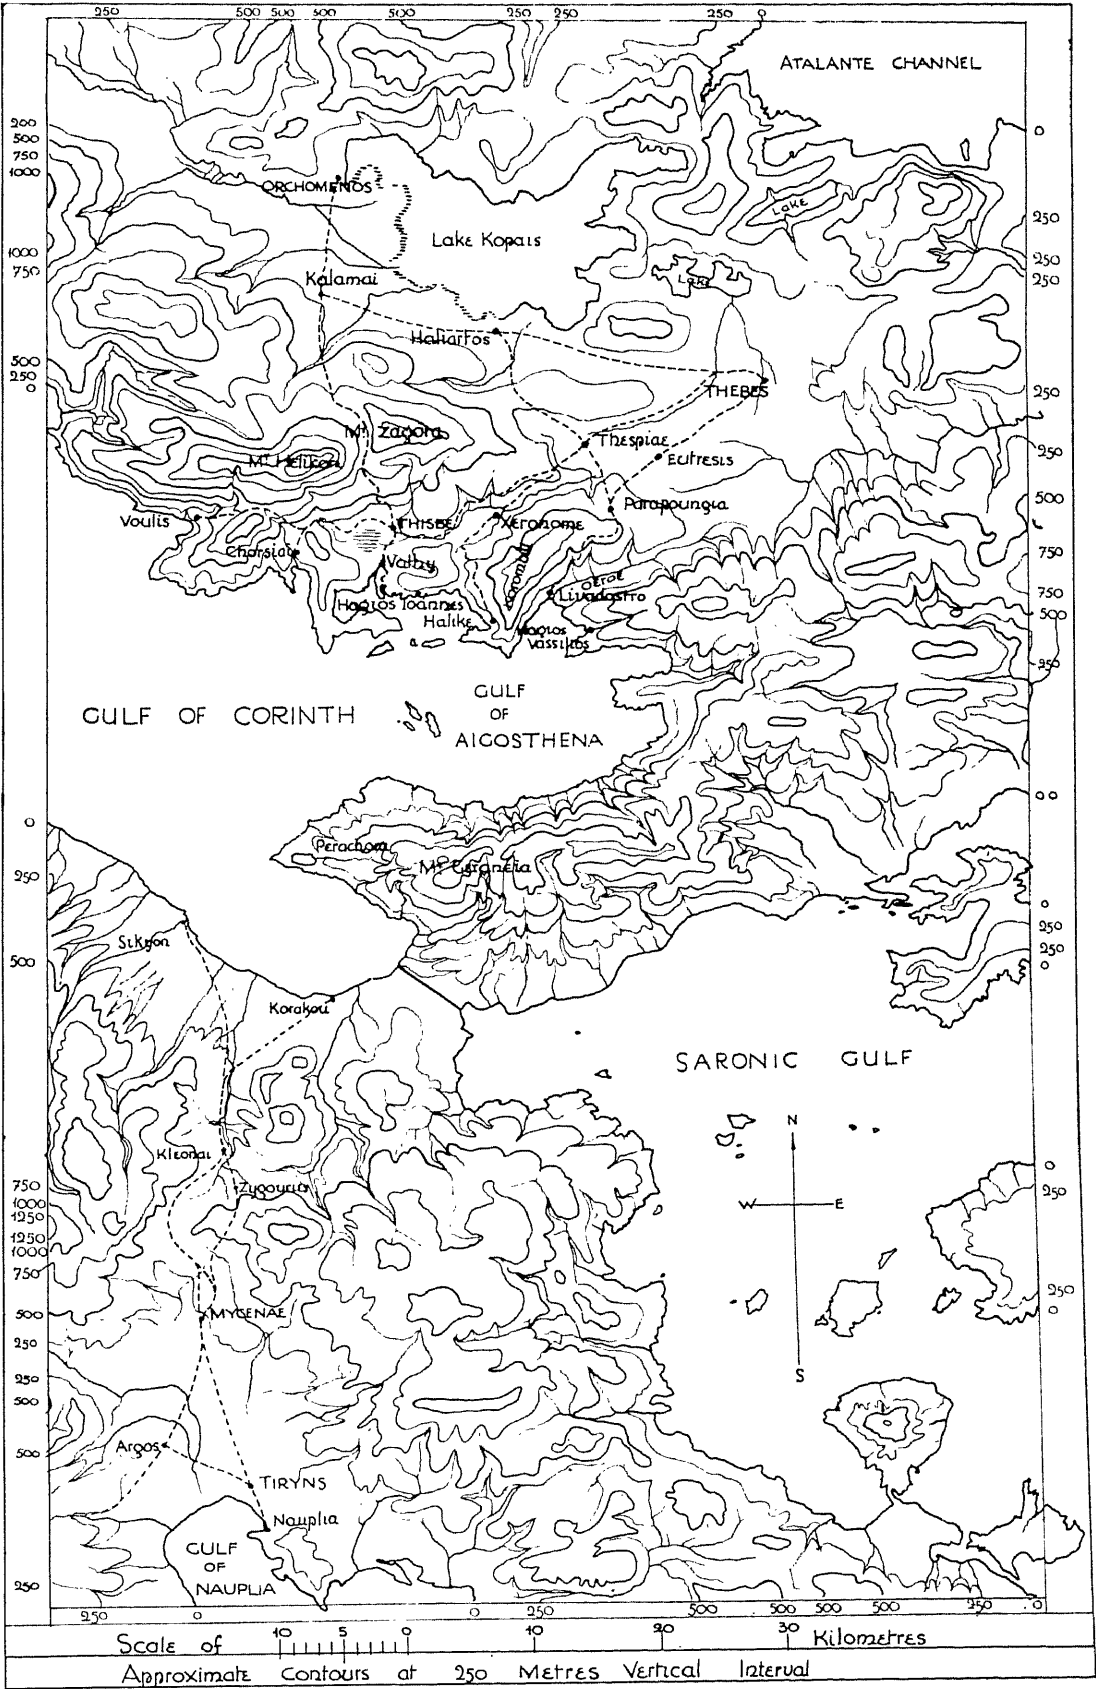 250 500 500 500 500 250 250 250 0
ATALANTE CHANNEL
200
0
500
750
1000
ORCHOMENOS
Lake
250
Lake Kopais
1000
250
750
Kalamai
Lake
250
Haliartos
500
250
THEBES
250
0
Mt Zagora
Thespiae
250
Mt Helikon
Eutresis
500
Voulis
THISBE
Xeronome
Parapoungia
Chorsiai
750
Vathy
Korombili
OEROE
Livadostro
750
Hagios Ioannes
500
Halike
Hagios
Vassilios
250
GULF OF CORINTH
GULF
OF
AIGOSTHENA
0 0
0
Perachora
Mt Geraneia
250
0
Sikyon
250
250
500
0
Korakou
SARONIC GULF
N
Kleonai
0
750
Zygouries
250
1000
W E
1250
1250
1000
750
250
500
MYCENAE
0
250
250
S
500
Argos
500
TIRYNS
Nauplia
GULF
OF
NAUPLIA
250
250 0 0 250 500 500 500 500 250 0
Scale of 10 5 0 10 20 30 Kilometres
Approximate Contours at 250 Metres Vertical Interval